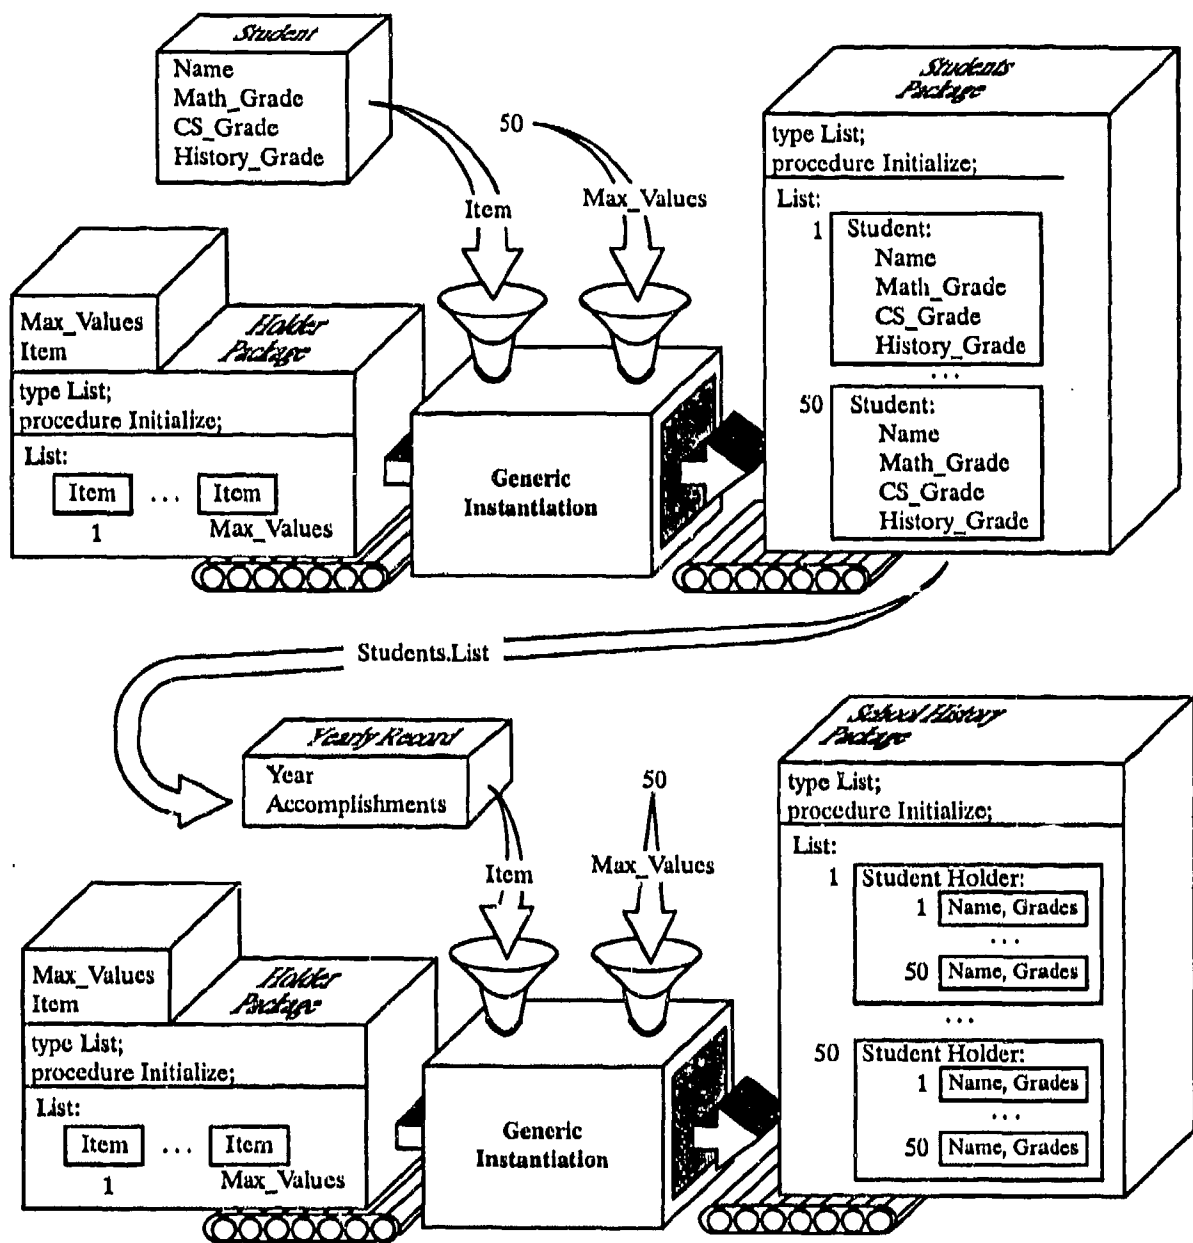 Student
Name
Math_Grade
CS_Grade
History_Grade
50
Item
Max_Values
Max_Values
Item
Holder
Package
type List;
procedure Initialize;
List:
Item ... Item
1 Max_Values
Generic
Instantiation
Students
Package
type List;
procedure Initialize;
List:
1 Student:
Name
Math_Grade
CS_Grade
History_Grade
...
50 Student:
Name
Math_Grade
CS_Grade
History_Grade
Students.List
Yearly Record
Year
Accomplishments
50
Item
Max_Values
Max_Values
Item
Holder
Package
type List;
procedure Initialize;
List:
Item ... Item
1 Max_Values
Generic
Instantiation
School History
Package
type List;
procedure Initialize;
List:
1 Student Holder:
1 Name, Grades
...
50 Name, Grades
...
50 Student Holder:
1 Name, Grades
...
50 Name, Grades